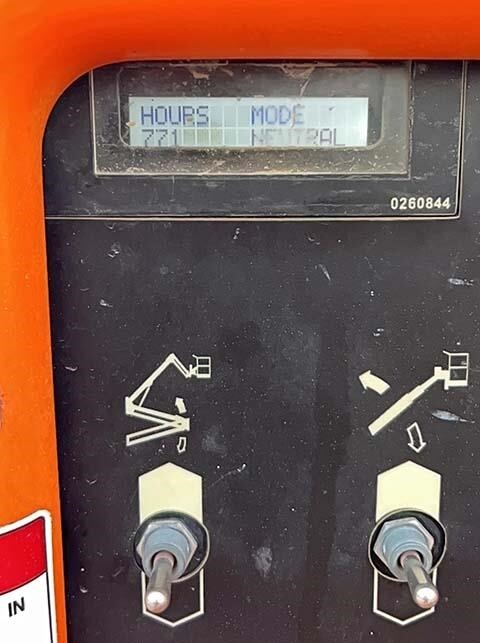 HOURS MODE
771 NEUTRAL
0260844
IN